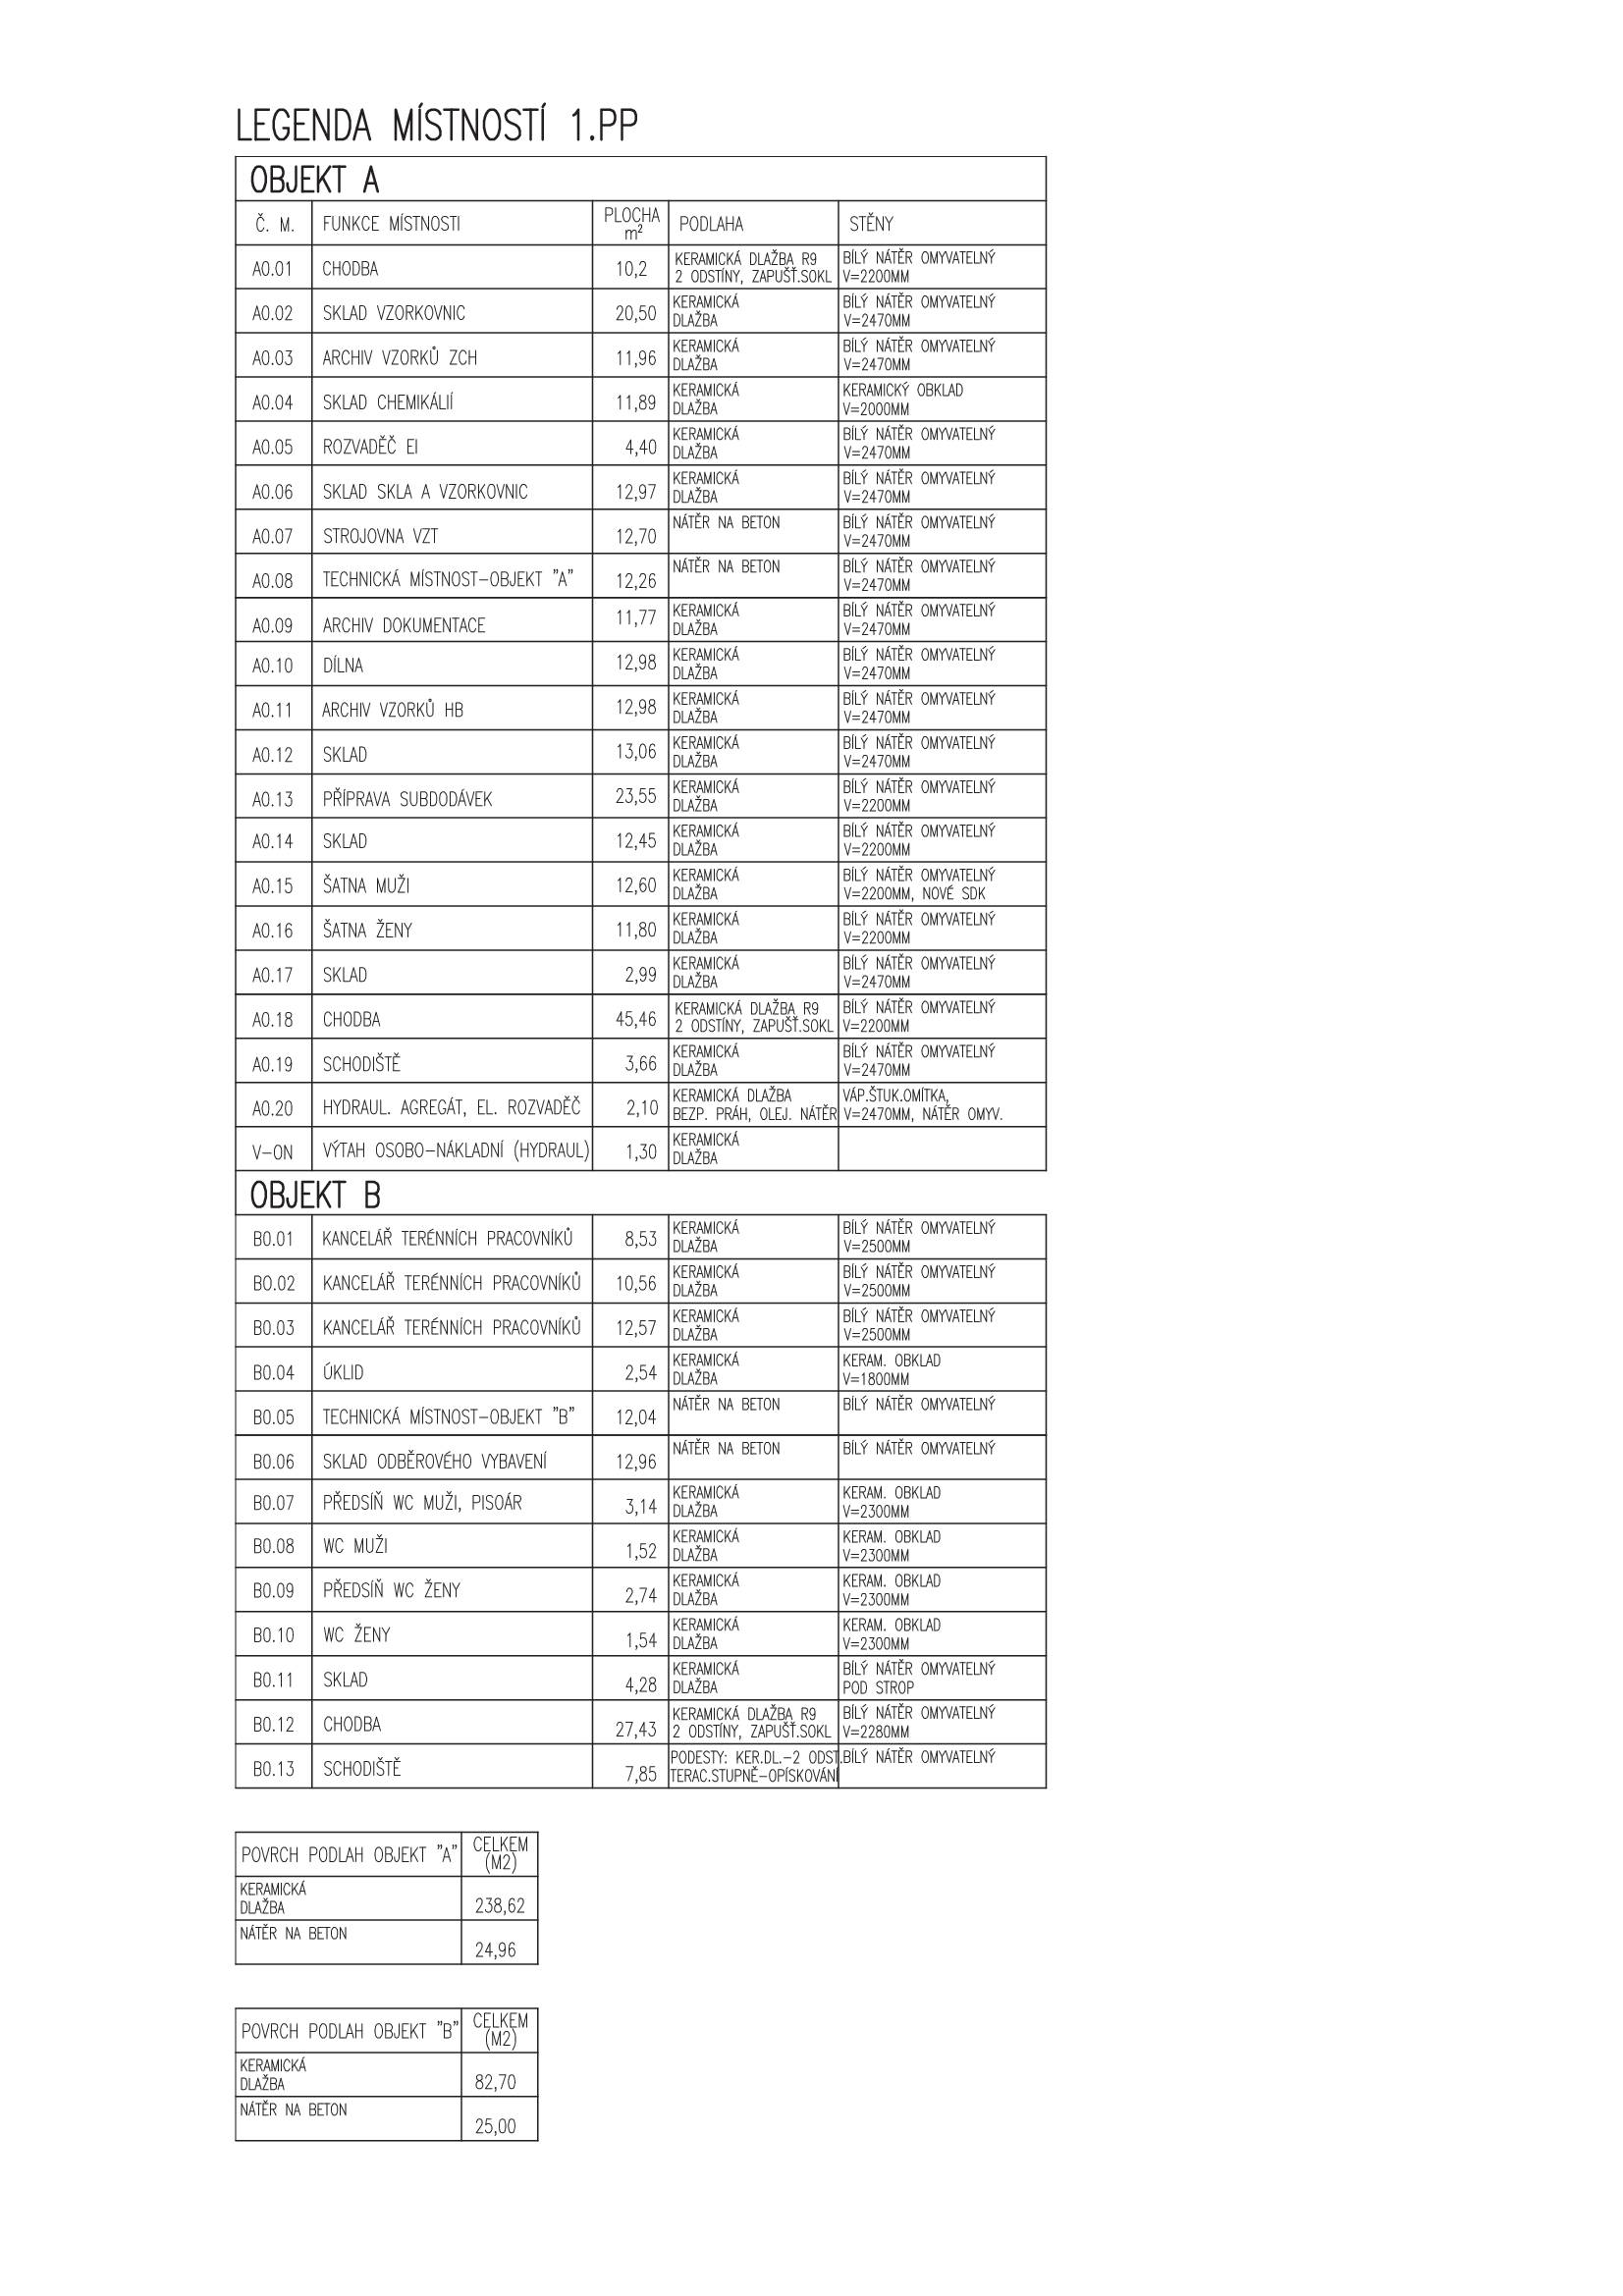 LEGENDA MÍSTNOSTÍ 1.PP
OBJEKT A
Č. M. FUNKCE MÍSTNOSTI PLOCHA m² PODLAHA STĚNY
A0.01 CHODBA 10,2 KERAMICKÁ DLAŽBA R9 2 ODSTÍNY, ZAPUŠŤ.SOKL BÍLÝ NÁTĚR OMYVATELNÝ V=2200MM
A0.02 SKLAD VZORKOVNIC 20,50 KERAMICKÁ DLAŽBA BÍLÝ NÁTĚR OMYVATELNÝ V=2470MM
A0.03 ARCHIV VZORKŮ ZCH 11,96 KERAMICKÁ DLAŽBA BÍLÝ NÁTĚR OMYVATELNÝ V=2470MM
A0.04 SKLAD CHEMIKÁLIÍ 11,89 KERAMICKÁ DLAŽBA KERAMICKÝ OBKLAD V=2000MM
A0.05 ROZVADĚČ EI 4,40 KERAMICKÁ DLAŽBA BÍLÝ NÁTĚR OMYVATELNÝ V=2470MM
A0.06 SKLAD SKLA A VZORKOVNIC 12,97 KERAMICKÁ DLAŽBA BÍLÝ NÁTĚR OMYVATELNÝ V=2470MM
A0.07 STROJOVNA VZT 12,70 NÁTĚR NA BETON BÍLÝ NÁTĚR OMYVATELNÝ V=2470MM
A0.08 TECHNICKÁ MÍSTNOST-OBJEKT "A" 12,26 NÁTĚR NA BETON BÍLÝ NÁTĚR OMYVATELNÝ V=2470MM
A0.09 ARCHIV DOKUMENTACE 11,77 KERAMICKÁ DLAŽBA BÍLÝ NÁTĚR OMYVATELNÝ V=2470MM
A0.10 DÍLNA 12,98 KERAMICKÁ DLAŽBA BÍLÝ NÁTĚR OMYVATELNÝ V=2470MM
A0.11 ARCHIV VZORKŮ HB 12,98 KERAMICKÁ DLAŽBA BÍLÝ NÁTĚR OMYVATELNÝ V=2470MM
A0.12 SKLAD 13,06 KERAMICKÁ DLAŽBA BÍLÝ NÁTĚR OMYVATELNÝ V=2470MM
A0.13 PŘÍPRAVA SUBDODÁVEK 23,55 KERAMICKÁ DLAŽBA BÍLÝ NÁTĚR OMYVATELNÝ V=2200MM
A0.14 SKLAD 12,45 KERAMICKÁ DLAŽBA BÍLÝ NÁTĚR OMYVATELNÝ V=2200MM
A0.15 ŠATNA MUŽI 12,60 KERAMICKÁ DLAŽBA BÍLÝ NÁTĚR OMYVATELNÝ V=2200MM, NOVÉ SDK
A0.16 ŠATNA ŽENY 11,80 KERAMICKÁ DLAŽBA BÍLÝ NÁTĚR OMYVATELNÝ V=2200MM
A0.17 SKLAD 2,99 KERAMICKÁ DLAŽBA BÍLÝ NÁTĚR OMYVATELNÝ V=2470MM
A0.18 CHODBA 45,46 KERAMICKÁ DLAŽBA R9 2 ODSTÍNY, ZAPUŠŤ.SOKL BÍLÝ NÁTĚR OMYVATELNÝ V=2200MM
A0.19 SCHODIŠTĚ 3,66 KERAMICKÁ DLAŽBA BÍLÝ NÁTĚR OMYVATELNÝ V=2470MM
A0.20 HYDRAUL. AGREGÁT, EL. ROZVADĚČ 2,10 KERAMICKÁ DLAŽBA BEZP. PRÁH, OLEJ. NÁTĚR VÁP.ŠTUK.OMÍTKA, V=2470MM, NÁTĚR OMYV.
V-ON VÝTAH OSOBO-NÁKLADNÍ (HYDRAUL) 1,30 KERAMICKÁ DLAŽBA
OBJEKT B
B0.01 KANCELÁŘ TERÉNNÍCH PRACOVNÍKŮ 8,53 KERAMICKÁ DLAŽBA BÍLÝ NÁTĚR OMYVATELNÝ V=2500MM
B0.02 KANCELÁŘ TERÉNNÍCH PRACOVNÍKŮ 10,56 KERAMICKÁ DLAŽBA BÍLÝ NÁTĚR OMYVATELNÝ V=2500MM
B0.03 KANCELÁŘ TERÉNNÍCH PRACOVNÍKŮ 12,57 KERAMICKÁ DLAŽBA BÍLÝ NÁTĚR OMYVATELNÝ V=2500MM
B0.04 ÚKLID 2,54 KERAMICKÁ DLAŽBA KERAM. OBKLAD V=1800MM
B0.05 TECHNICKÁ MÍSTNOST-OBJEKT "B" 12,04 NÁTĚR NA BETON BÍLÝ NÁTĚR OMYVATELNÝ
B0.06 SKLAD ODBĚROVÉHO VYBAVENÍ 12,96 NÁTĚR NA BETON BÍLÝ NÁTĚR OMYVATELNÝ
B0.07 PŘEDSÍŇ WC MUŽI, PISOÁR 3,14 KERAMICKÁ DLAŽBA KERAM. OBKLAD V=2300MM
B0.08 WC MUŽI 1,52 KERAMICKÁ DLAŽBA KERAM. OBKLAD V=2300MM
B0.09 PŘEDSÍŇ WC ŽENY 2,74 KERAMICKÁ DLAŽBA KERAM. OBKLAD V=2300MM
B0.10 WC ŽENY 1,54 KERAMICKÁ DLAŽBA KERAM. OBKLAD V=2300MM
B0.11 SKLAD 4,28 KERAMICKÁ DLAŽBA BÍLÝ NÁTĚR OMYVATELNÝ POD STROP
B0.12 CHODBA 27,43 KERAMICKÁ DLAŽBA R9 2 ODSTÍNY, ZAPUŠŤ.SOKL BÍLÝ NÁTĚR OMYVATELNÝ V=2280MM
B0.13 SCHODIŠTĚ 7,85 PODESTY: KER.DL.-2 ODST. TERAC.STUPNĚ-OPÍSKOVÁNÍ BÍLÝ NÁTĚR OMYVATELNÝ
POVRCH PODLAH OBJEKT "A" CELKEM (M2)
KERAMICKÁ DLAŽBA 238,62
NÁTĚR NA BETON 24,96
POVRCH PODLAH OBJEKT "B" CELKEM (M2)
KERAMICKÁ DLAŽBA 82,70
NÁTĚR NA BETON 25,00